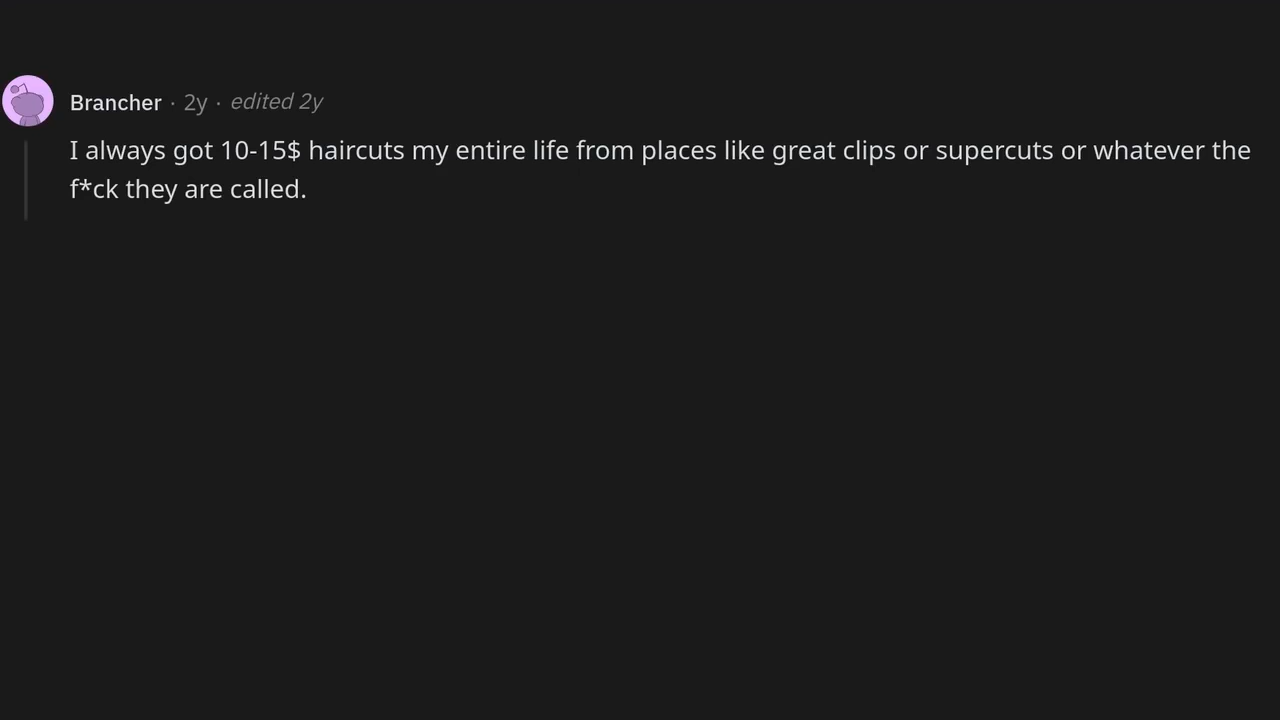 Brancher · 2y · edited 2y
I always got 10-15$ haircuts my entire life from places like great clips or supercuts or whatever the
f*ck they are called.